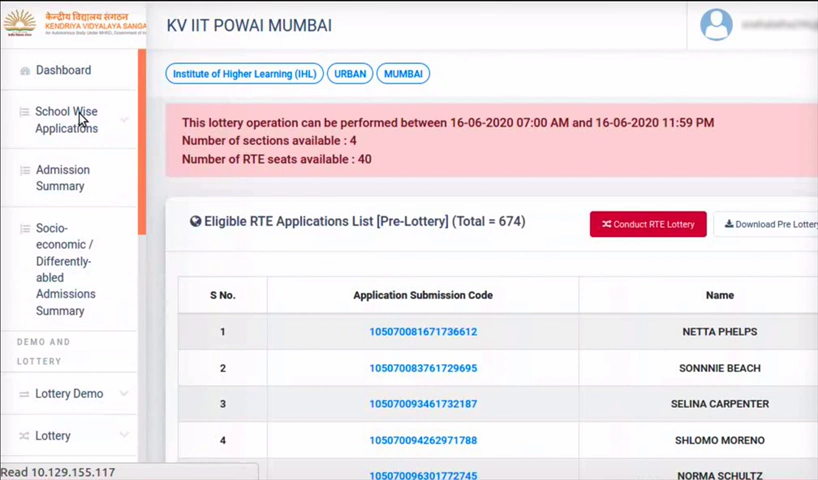 केन्द्रीय विद्यालय संगठन
KENDRIYA VIDYALAYA SANGA
KV IIT POWAI MUMBAI
Institute of Higher Learning (IHL) URBAN MUMBAI
Dashboard
School Wise
Applications
Admission
Summary
Socio-
economic /
Differently-
abled
Admissions
Summary
DEMO AND
LOTTERY
Lottery Demo
Lottery
Read 10.129.155.117
This lottery operation can be performed between 16-06-2020 07:00 AM and 16-06-2020 11:59 PM
Number of sections available : 4
Number of RTE seats available : 40
Eligible RTE Applications List [Pre-Lottery] (Total = 674) Conduct RTE Lottery Download Pre Lottery
S No. Application Submission Code Name
1 105070081671736612 NETTA PHELPS
2 105070083761729695 SONNNIE BEACH
3 105070093461732187 SELINA CARPENTER
4 105070094262971788 SHLOMO MORENO
105070096301772745 NORMA SCHULTZ